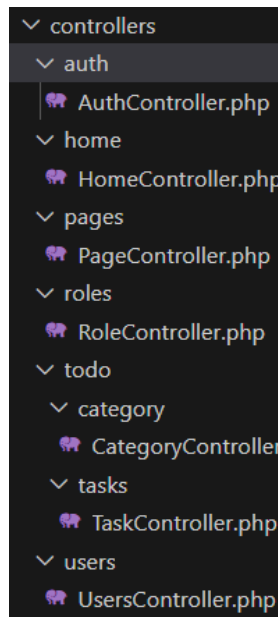 controllers
auth
AuthController.php
home
HomeController.php
pages
PageController.php
roles
RoleController.php
todo
category
CategoryController
tasks
TaskController.php
users
UsersController.php